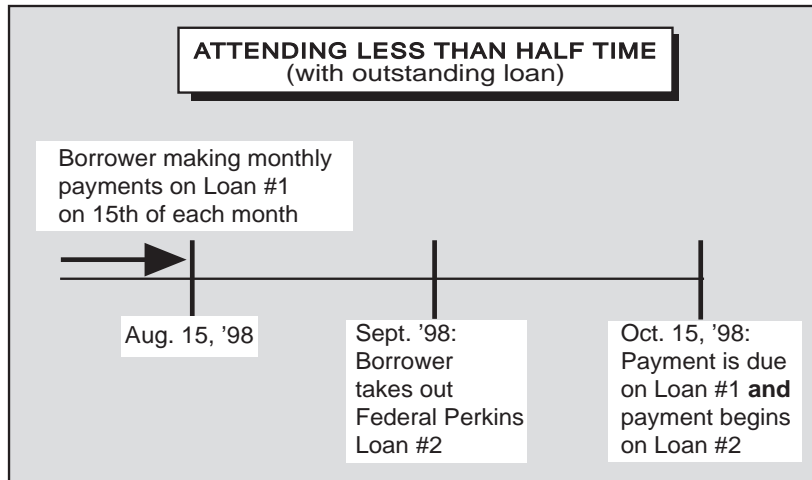 ATTENDING LESS THAN HALF TIME
(with outstanding loan)
Borrower making monthly
payments on Loan #1
on 15th of each month
Aug. 15, ’98
Sept. ’98:
Borrower
takes out
Federal Perkins
Loan #2
Oct. 15, ’98:
Payment is due
on Loan #1 and
payment begins
on Loan #2